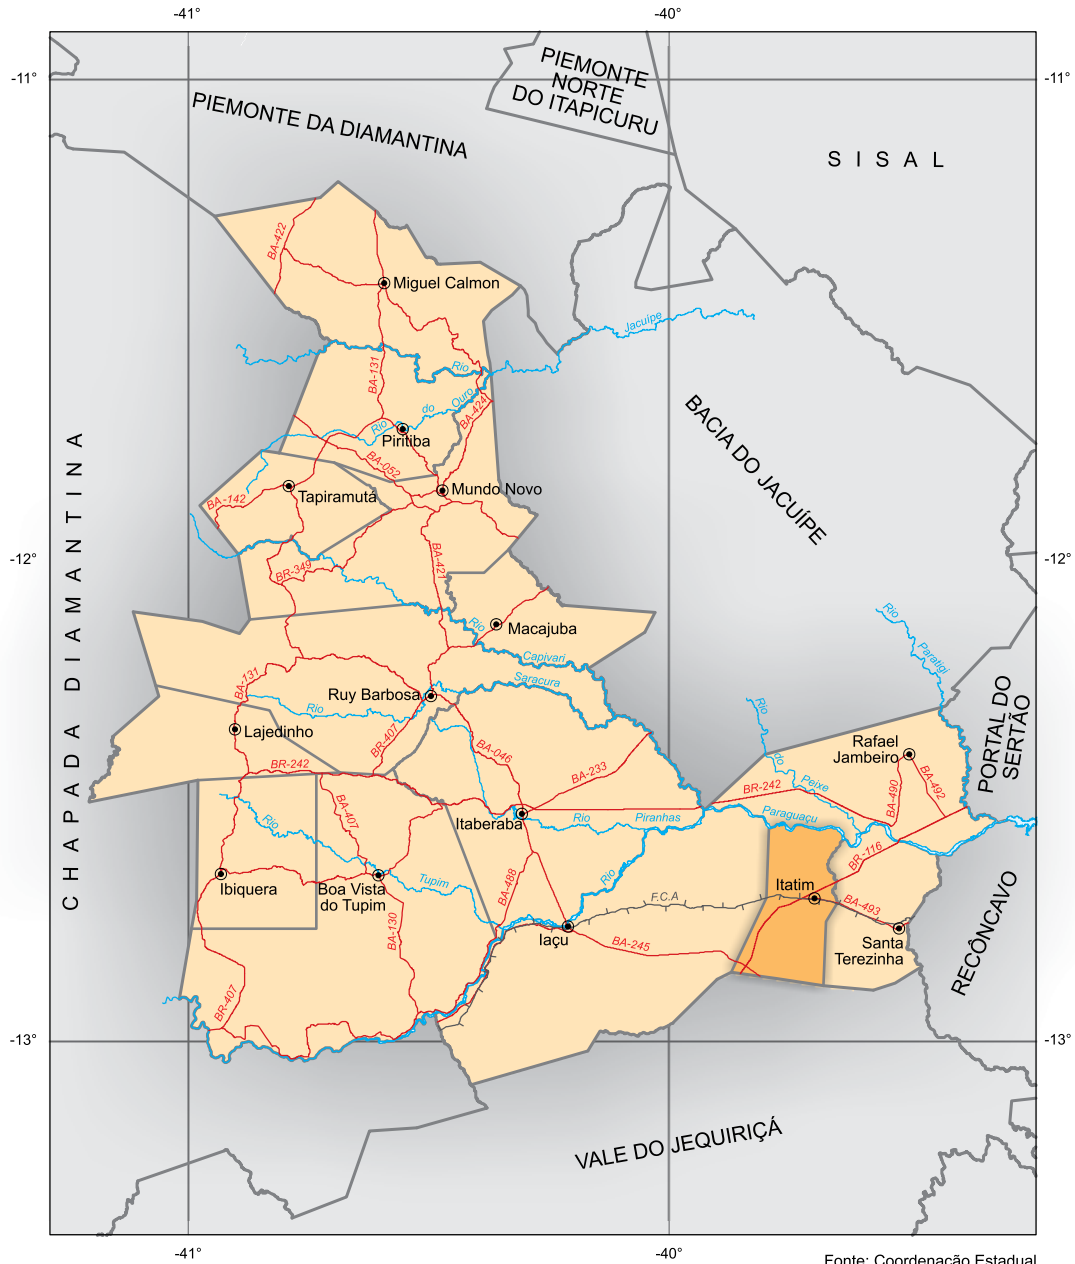 -41°
-40°
-11°
-11°
PIEMONTE
NORTE
DO ITAPICURU
PIEMONTE DA DIAMANTINA
SISAL
BA-422
Miguel Calmon
Jacuípe
BA-131
Rio
Ouro
do
Rio
BA-424
Piritiba
BACIA DO JACUÍPE
CHAPADA DIAMANTINA
BA-052
Mundo Novo
Tapiramutá
BA-142
-12°
-12°
BR-349
BA-421
Rio
Macajuba
Capivari
Rio
Paratigi
Saracura
BA-131
Ruy Barbosa
Rio
Lajedinho
BR-407
BA-046
BA-233
BR-242
Rio
do
Peixe
Rafael
Jambeiro
PORTAL DO
SERTÃO
BR-242
BA-490
BA-492
Paraguaçu
Itaberaba
Rio
Piranhas
Rio
BA-407
BR-116
Ibiquera
Boa Vista
do Tupim
Tupim
BA-488
Rio
F.C.A
Itatim
BA-493
RECÔNCAVO
BA-130
Iaçu
BA-245
Santa
Terezinha
BR-407
-13°
-13°
VALE DO JEQUIRIÇÁ
-41°
-40°
Fonte: Coordenação Estadual